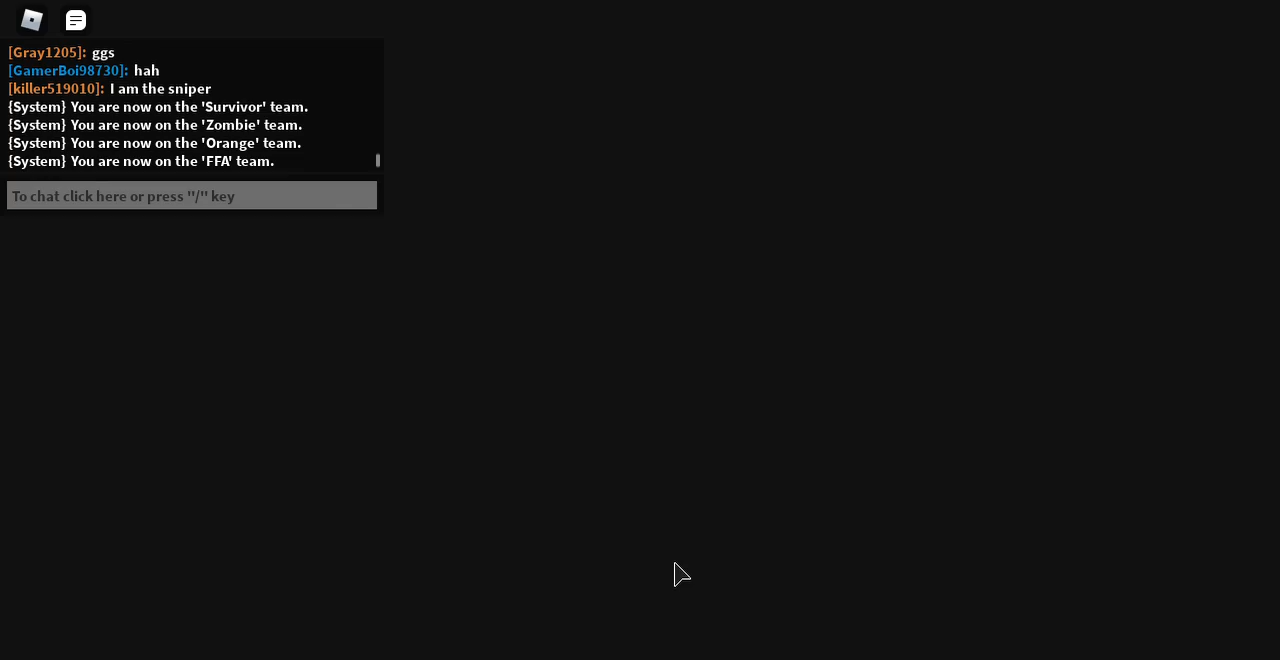 [Gray1205]: ggs
[GamerBoi98730]: hah
[killer519010]: I am the sniper
{System} You are now on the 'Survivor' team.
{System} You are now on the 'Zombie' team.
{System} You are now on the 'Orange' team.
{System} You are now on the 'FFA' team.
To chat click here or press "/" key